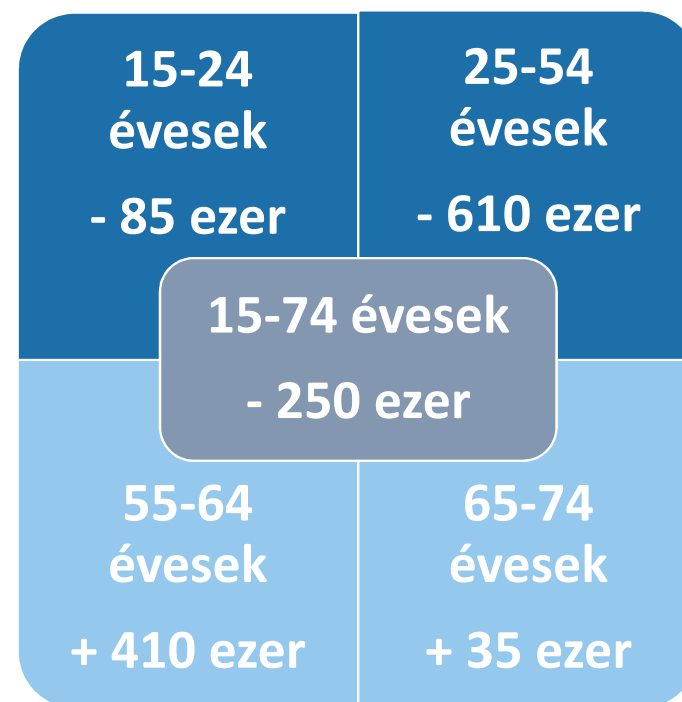 15-24
évesek
- 85 ezer
25-54
évesek
- 610 ezer
15-74 évesek
- 250 ezer
55-64
évesek
+ 410 ezer
65-74
évesek
+ 35 ezer